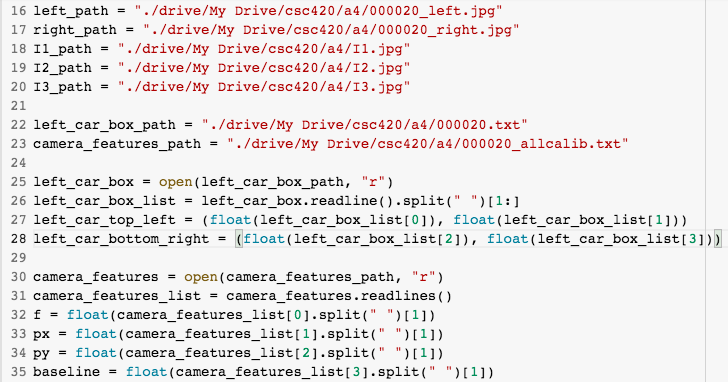 16 left_path = "./drive/My Drive/csc420/a4/000020_left.jpg"
17 right_path = "./drive/My Drive/csc420/a4/000020_right.jpg"
18 I1_path = "./drive/My Drive/csc420/a4/I1.jpg"
19 I2_path = "./drive/My Drive/csc420/a4/I2.jpg"
20 I3_path = "./drive/My Drive/csc420/a4/I3.jpg"
21
22 left_car_box_path = "./drive/My Drive/csc420/a4/000020.txt"
23 camera_features_path = "./drive/My Drive/csc420/a4/000020_allcalib.txt"
24
25 left_car_box = open(left_car_box_path, "r")
26 left_car_box_list = left_car_box.readline().split(" ")[1:]
27 left_car_top_left = (float(left_car_box_list[0]), float(left_car_box_list[1]))
28 left_car_bottom_right = (float(left_car_box_list[2]), float(left_car_box_list[3]))
29
30 camera_features = open(camera_features_path, "r")
31 camera_features_list = camera_features.readlines()
32 f = float(camera_features_list[0].split(" ")[1])
33 px = float(camera_features_list[1].split(" ")[1])
34 py = float(camera_features_list[2].split(" ")[1])
35 baseline = float(camera_features_list[3].split(" ")[1])